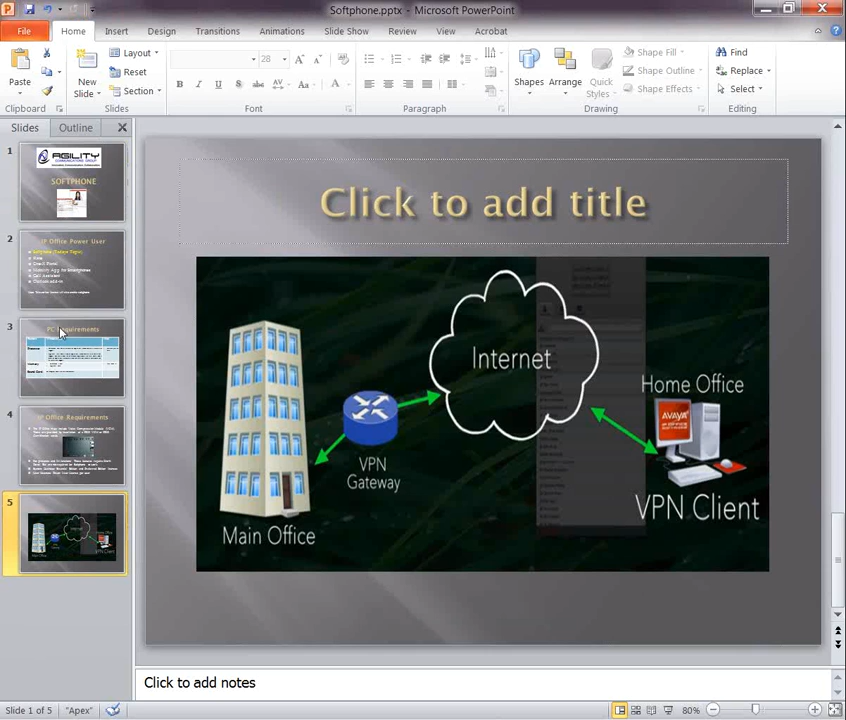 Softphone.pptx - Microsoft PowerPoint
File Home Insert Design Transitions Animations Slide Show Review View Acrobat
Paste
Clipboard
New
Slide
Layout
Reset
Section
Slides
28
Font
Paragraph
Shapes
Arrange
Quick
Styles
Shape Fill
Shape Outline
Shape Effects
Drawing
Find
Replace
Select
Editing
Slides Outline
1
AGILITY
SOFTPHONE
2
IP Office Power User
3
PC Requirements
4
IP Office Requirements
5
Click to add title
Internet
Home Office
AVAYA
VPN
Gateway
VPN Client
Main Office
Click to add notes
Slide 1 of 5 "Apex" 80%